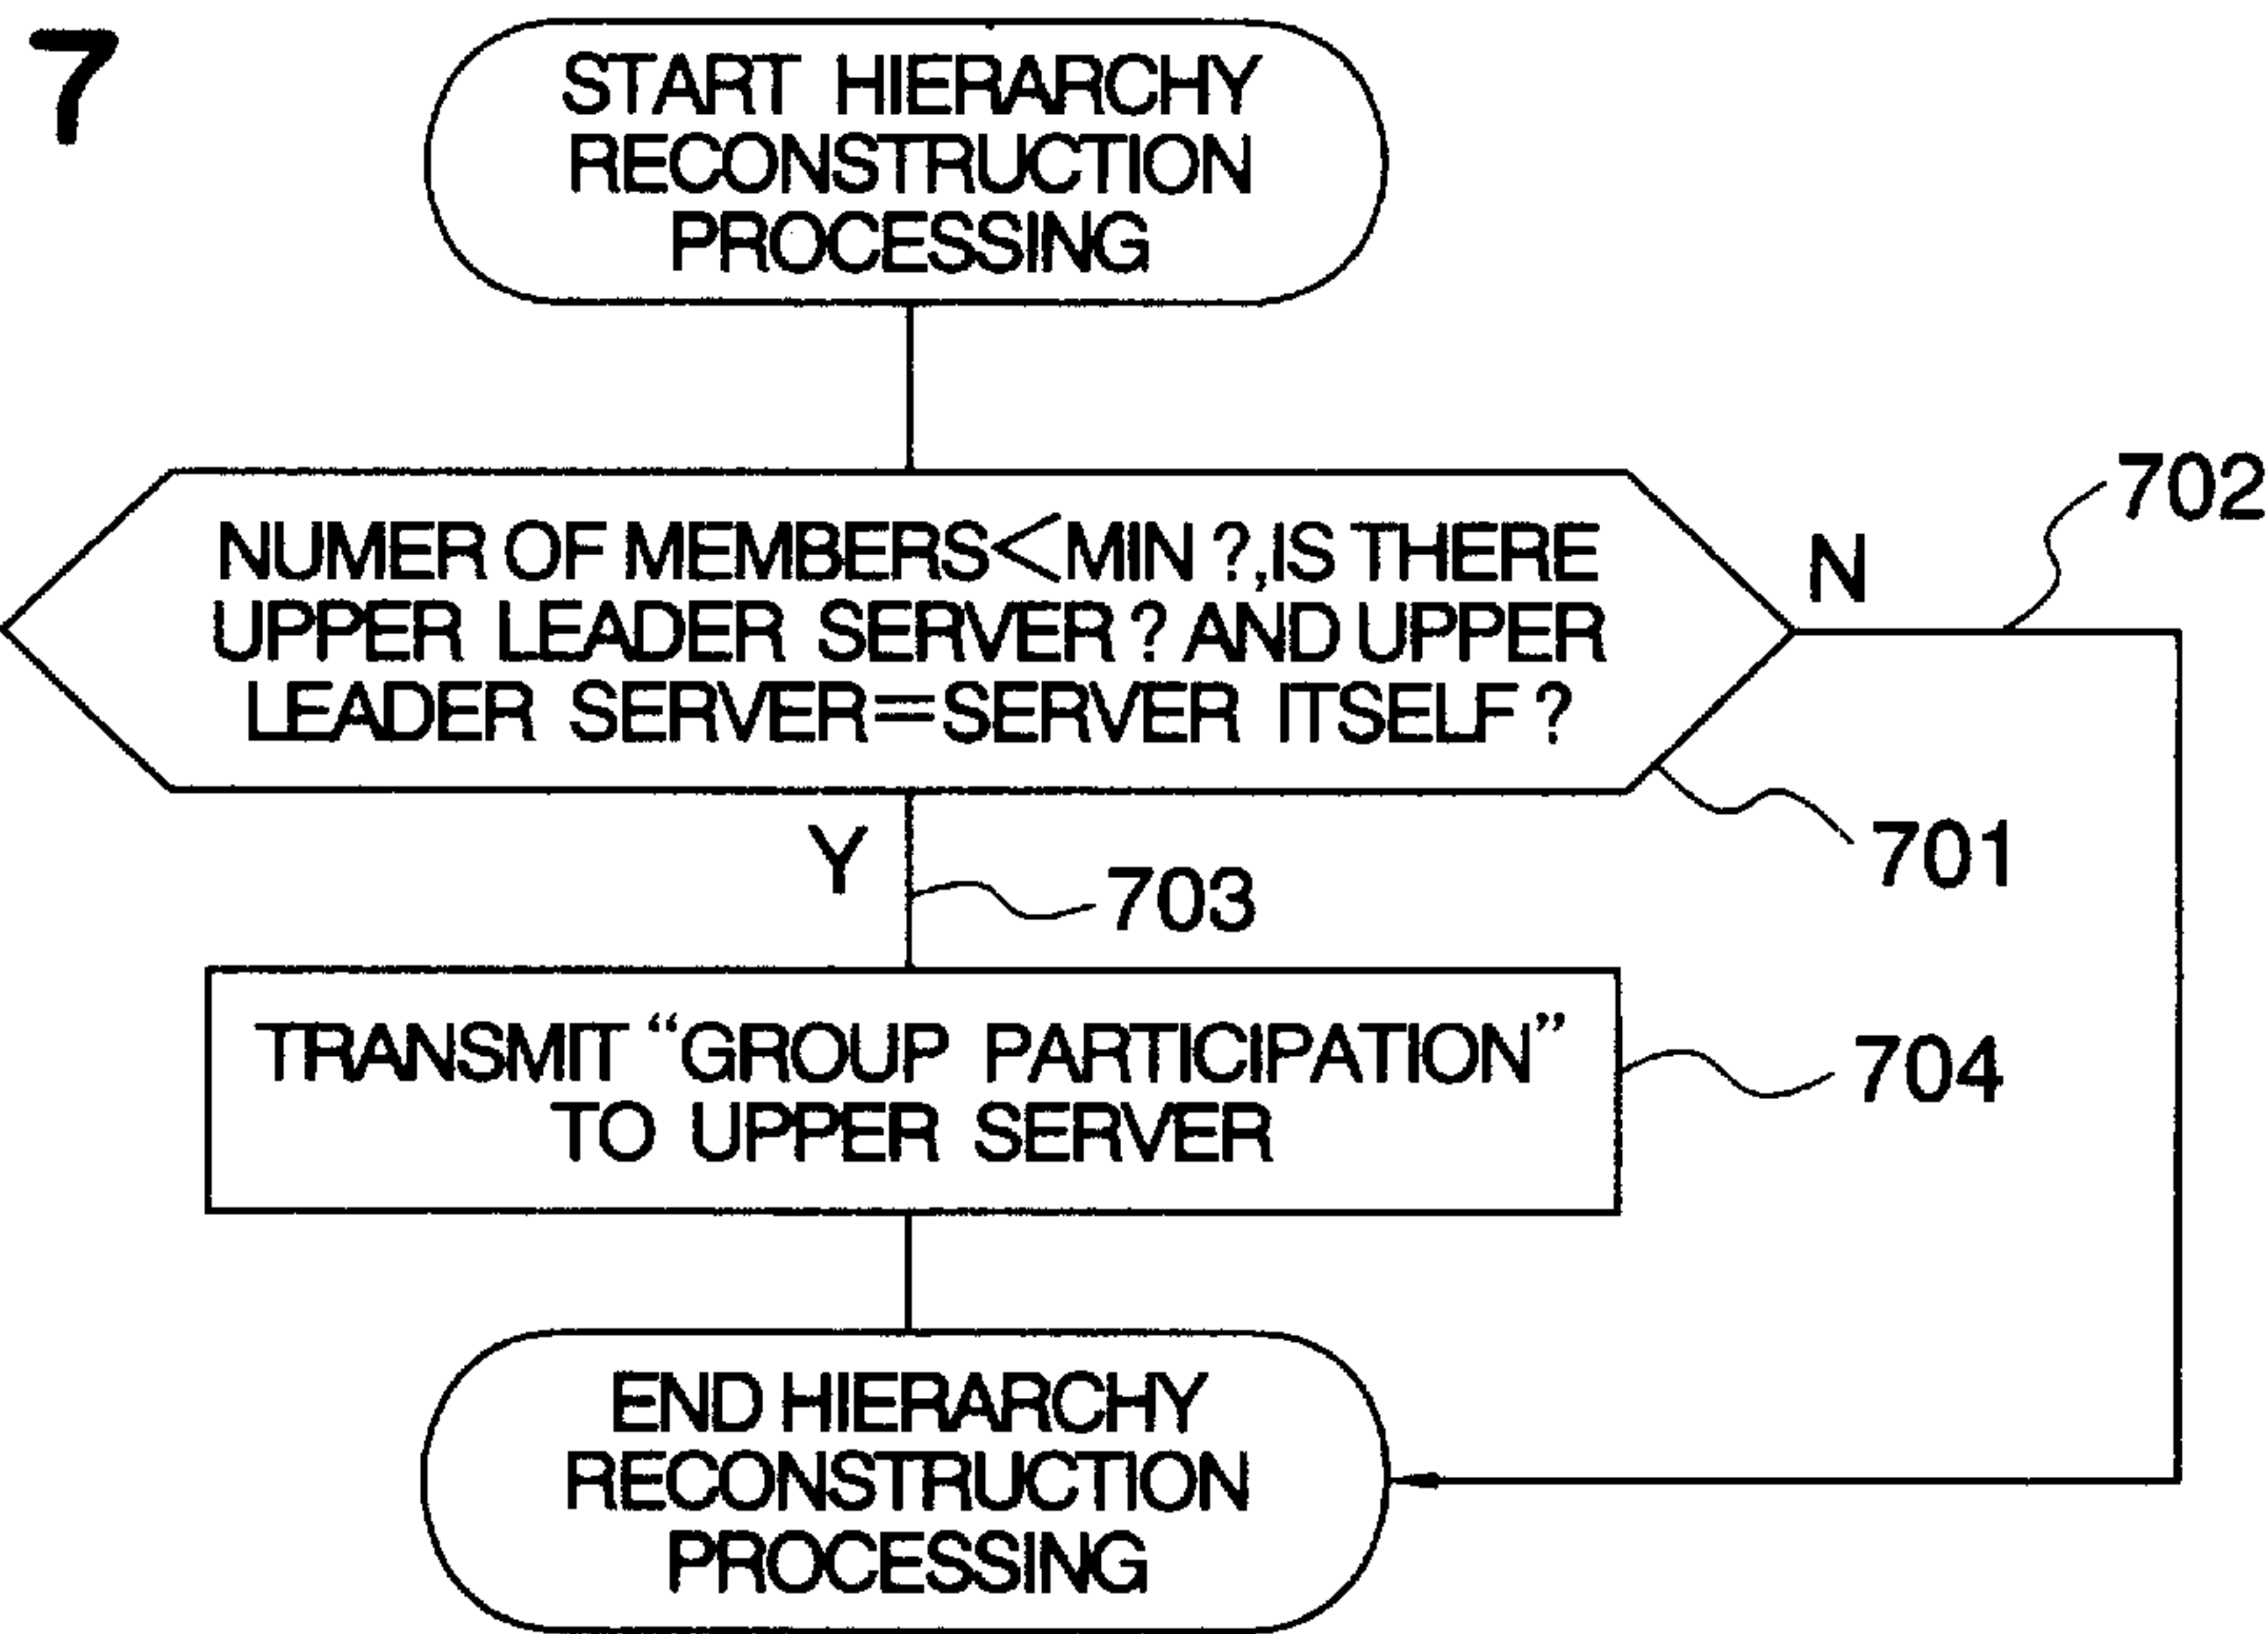 7
START HIERARCHY
RECONSTRUCTION
PROCESSING
702
N
NUMER OF MEMBERS<MIN ?,IS THERE
UPPER LEADER SERVER ? AND UPPER
LEADER SERVER=SERVER ITSELF ?
701
Y
703
TRANSMIT “GROUP PARTICIPATION”
TO UPPER SERVER
704
END HIERARCHY
RECONSTRUCTION
PROCESSING